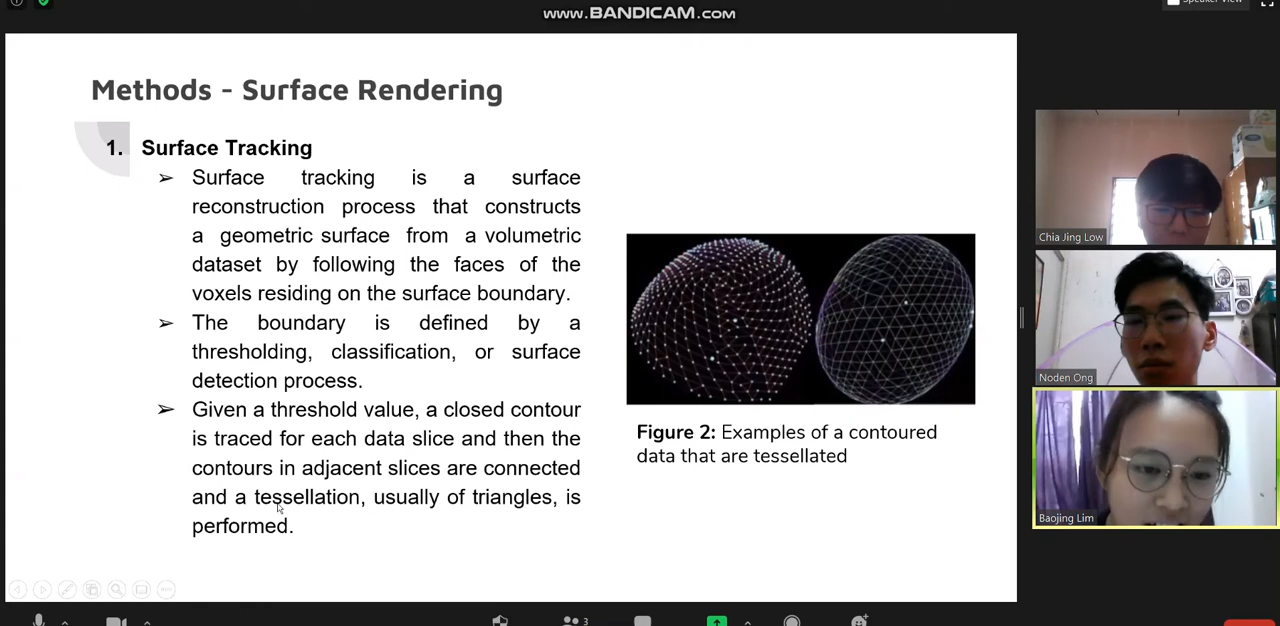 www.BANDICAM.com
Speaker View
Methods - Surface Rendering
1. Surface Tracking
➢ Surface tracking is a surface
reconstruction process that constructs
a geometric surface from a volumetric
dataset by following the faces of the
voxels residing on the surface boundary.
➢ The boundary is defined by a
thresholding, classification, or surface
detection process.
➢ Given a threshold value, a closed contour
is traced for each data slice and then the
contours in adjacent slices are connected
and a tessellation, usually of triangles, is
performed.
Figure 2: Examples of a contoured
data that are tessellated
Chia Jing Low
Noden Ong
Baojing Lim
3